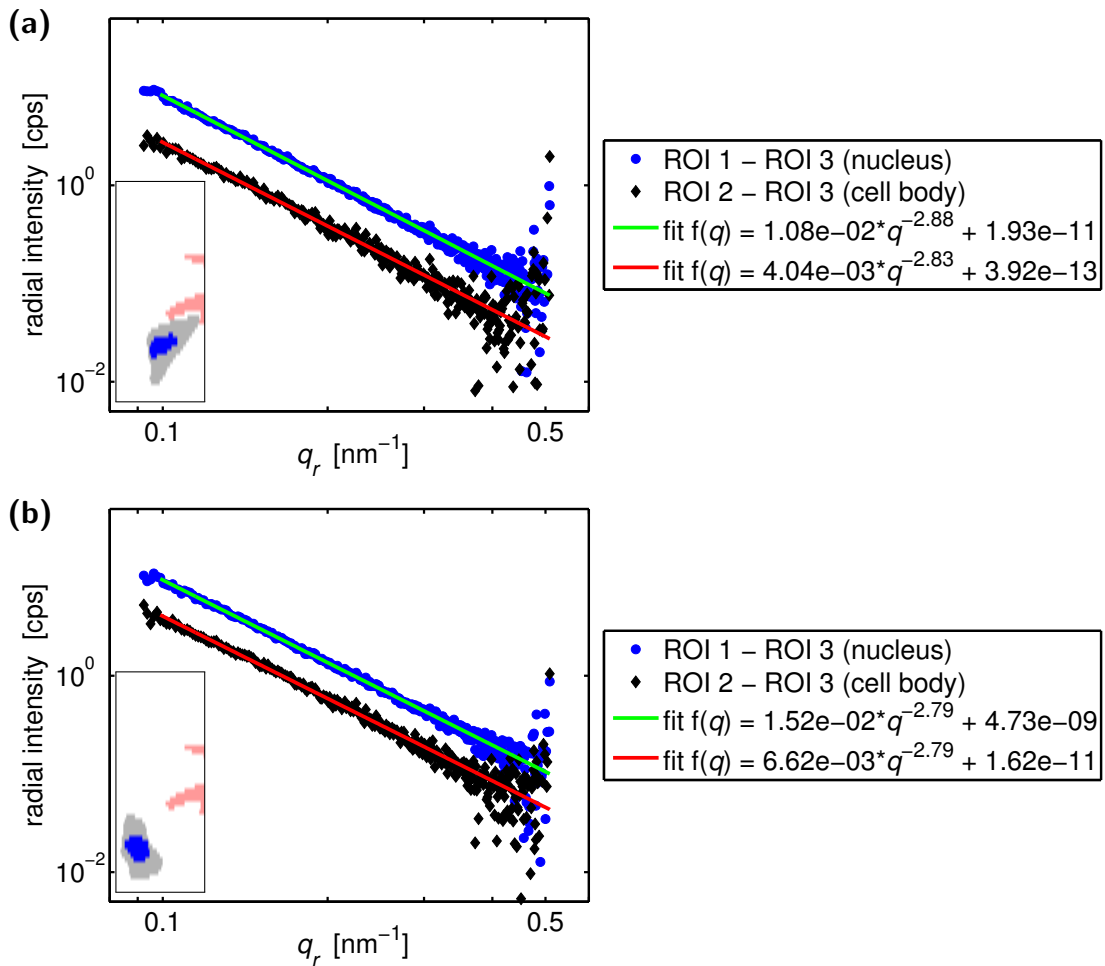 (a)
radial intensity [cps]
10⁰
10⁻²
0.1
0.5
q_r [nm⁻¹]
ROI 1 − ROI 3 (nucleus)
ROI 2 − ROI 3 (cell body)
fit f(q) = 1.08e−02*q⁻²·⁸⁸ + 1.93e−11
fit f(q) = 4.04e−03*q⁻²·⁸³ + 3.92e−13
(b)
radial intensity [cps]
10⁰
10⁻²
0.1
0.5
q_r [nm⁻¹]
ROI 1 − ROI 3 (nucleus)
ROI 2 − ROI 3 (cell body)
fit f(q) = 1.52e−02*q⁻²·⁷⁹ + 4.73e−09
fit f(q) = 6.62e−03*q⁻²·⁷⁹ + 1.62e−11